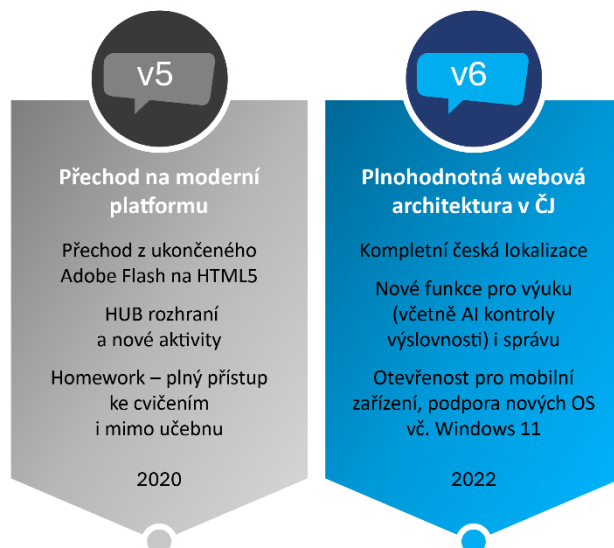 v5
Přechod na moderní
platformu
Přechod z ukončeného
Adobe Flash na HTML5
HUB rozhraní
a nové aktivity
Homework – plný přístup
ke cvičením
i mimo učebnu
2020
v6
Plnohodnotná webová
architektura v ČJ
Kompletní česká lokalizace
Nové funkce pro výuku
(včetně AI kontroly
výslovnosti) i správu
Otevřenost pro mobilní
zařízení, podpora nových OS
vč. Windows 11
2022